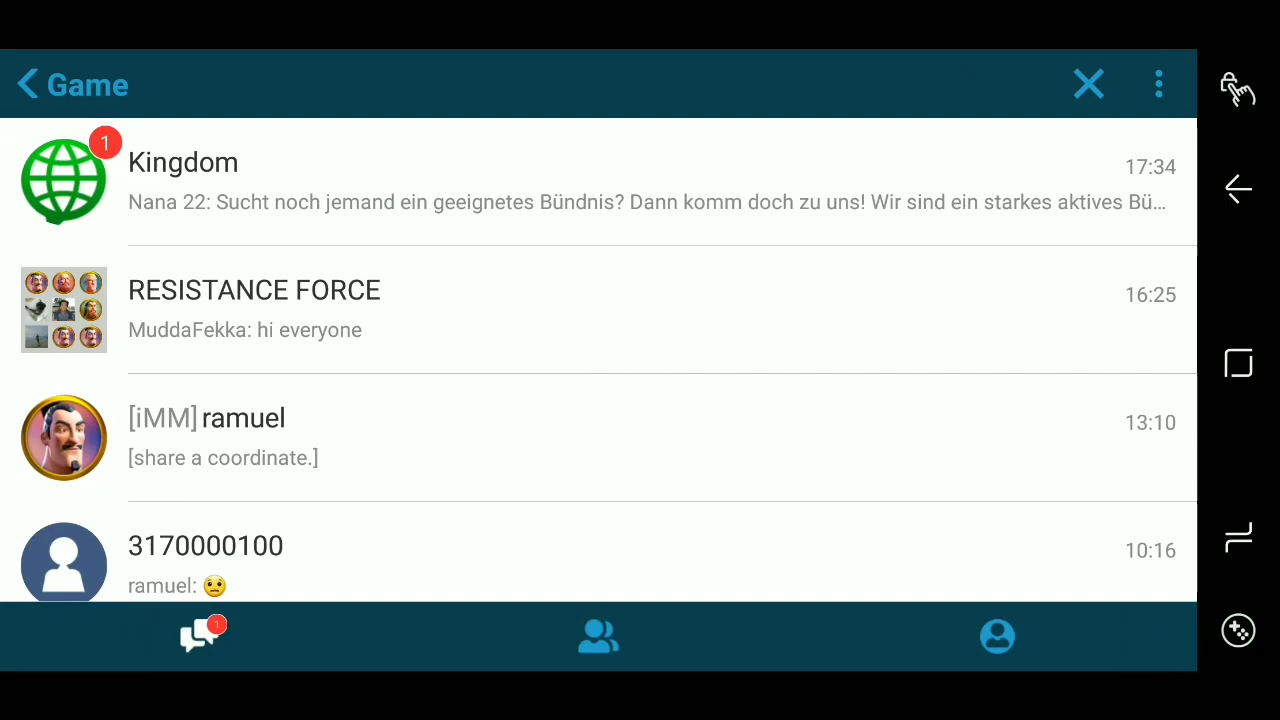 Game
1
Kingdom
17:34
Nana 22: Sucht noch jemand ein geeignetes Bündnis? Dann komm doch zu uns! Wir sind ein starkes aktives Bü...
RESISTANCE FORCE
16:25
MuddaFekka: hi everyone
[iMM]ramuel
13:10
[share a coordinate.]
3170000100
10:16
ramuel: 😟
1